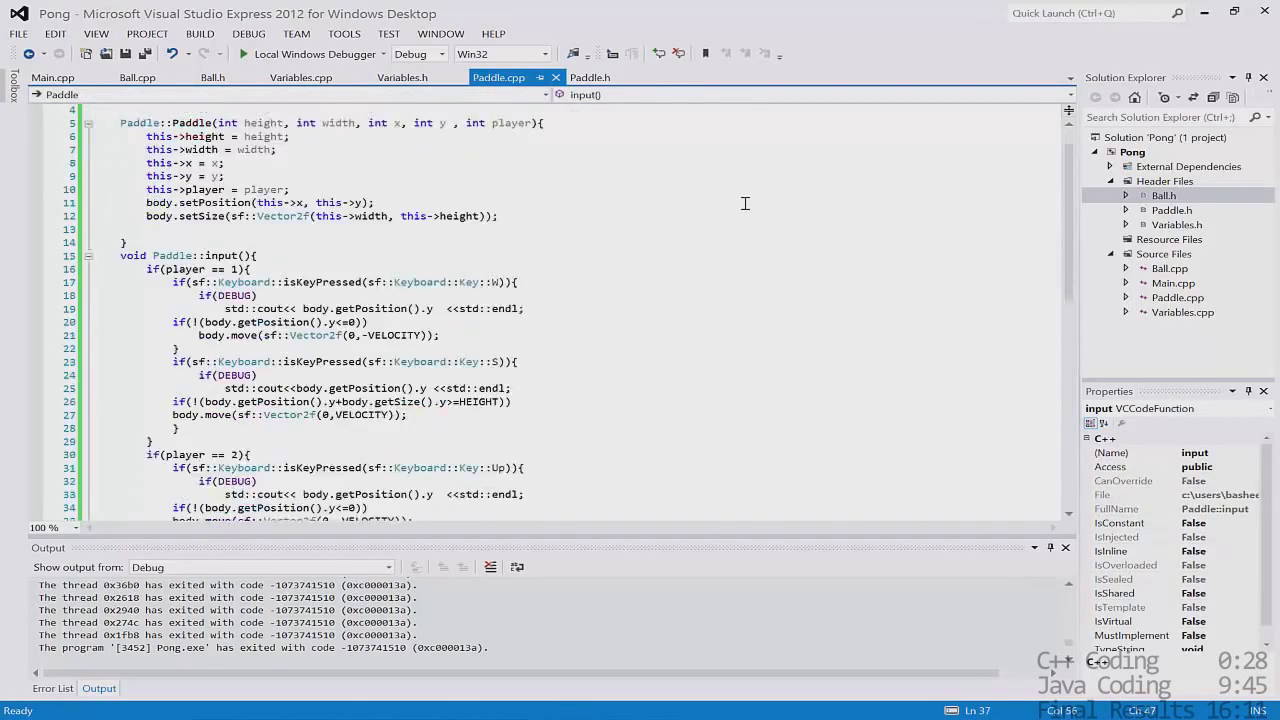 Pong - Microsoft Visual Studio Express 2012 for Windows Desktop
Quick Launch (Ctrl+Q)
FILE EDIT VIEW PROJECT BUILD DEBUG TEAM TOOLS TEST WINDOW HELP
Local Windows Debugger Debug Win32
Toolbox
Main.cpp Ball.cpp Ball.h Variables.cpp Variables.h Paddle.cpp Paddle.h
Paddle input()
4
5 Paddle::Paddle(int height, int width, int x, int y , int player){
6 this->height = height;
7 this->width = width;
8 this->x = x;
9 this->y = y;
10 this->player = player;
11 body.setPosition(this->x, this->y);
12 body.setSize(sf::Vector2f(this->width, this->height));
13
14 }
15 void Paddle::input(){
16 if(player == 1){
17 if(sf::Keyboard::isKeyPressed(sf::Keyboard::Key::W)){
18 if(DEBUG)
19 std::cout<< body.getPosition().y  <<std::endl;
20 if(!(body.getPosition().y<=0))
21 body.move(sf::Vector2f(0,-VELOCITY));
22 }
23 if(sf::Keyboard::isKeyPressed(sf::Keyboard::Key::S)){
24 if(DEBUG)
25 std::cout<<body.getPosition().y <<std::endl;
26 if(!(body.getPosition().y+body.getSize().y>=HEIGHT))
27 body.move(sf::Vector2f(0,VELOCITY));
28 }
29 }
30 if(player == 2){
31 if(sf::Keyboard::isKeyPressed(sf::Keyboard::Key::Up)){
32 if(DEBUG)
33 std::cout<< body.getPosition().y  <<std::endl;
34 if(!(body.getPosition().y<=0))
body.move(sf::Vector2f(0,-VELOCITY));
100 %
Output
Show output from: Debug
The thread 0x36b0 has exited with code -1073741510 (0xc000013a).
The thread 0x2618 has exited with code -1073741510 (0xc000013a).
The thread 0x2940 has exited with code -1073741510 (0xc000013a).
The thread 0x274c has exited with code -1073741510 (0xc000013a).
The thread 0x1fb8 has exited with code -1073741510 (0xc000013a).
The program '[3452] Pong.exe' has exited with code -1073741510 (0xc000013a).
Error List Output
Solution Explorer
Search Solution Explorer (Ctrl+;)
Solution 'Pong' (1 project)
Pong
External Dependencies
Header Files
Ball.h
Paddle.h
Variables.h
Resource Files
Source Files
Ball.cpp
Main.cpp
Paddle.cpp
Variables.cpp
Properties
input VCCodeFunction
C++
(Name) input
Access public
CanOverride False
File c:\users\bashee
FullName Paddle::input
IsConstant False
IsInjected False
IsInline False
IsOverloaded False
IsSealed False
IsShared False
IsTemplate False
IsVirtual False
MustImplement False
TypeString void
C++
C++ Coding 0:28
Java Coding 9:45
Final Results 16:11
Ready Ln 37 Col 56 Ch 47 INS